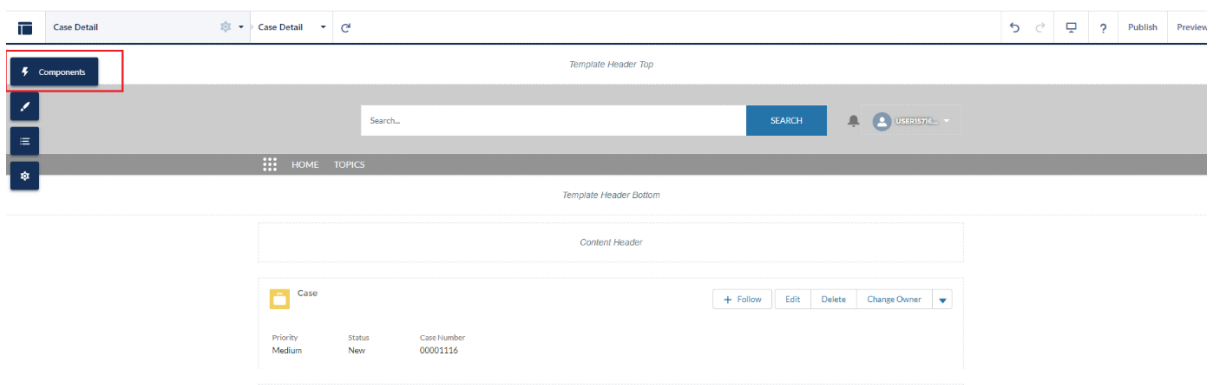 Case Detail
Case Detail
?
Publish
Preview
Components
Template Header Top
Search...
SEARCH
HOME
TOPICS
Template Header Bottom
Content Header
Case
+ Follow
Edit
Delete
Change Owner
Priority
Status
Case Number
Medium
New
00001116